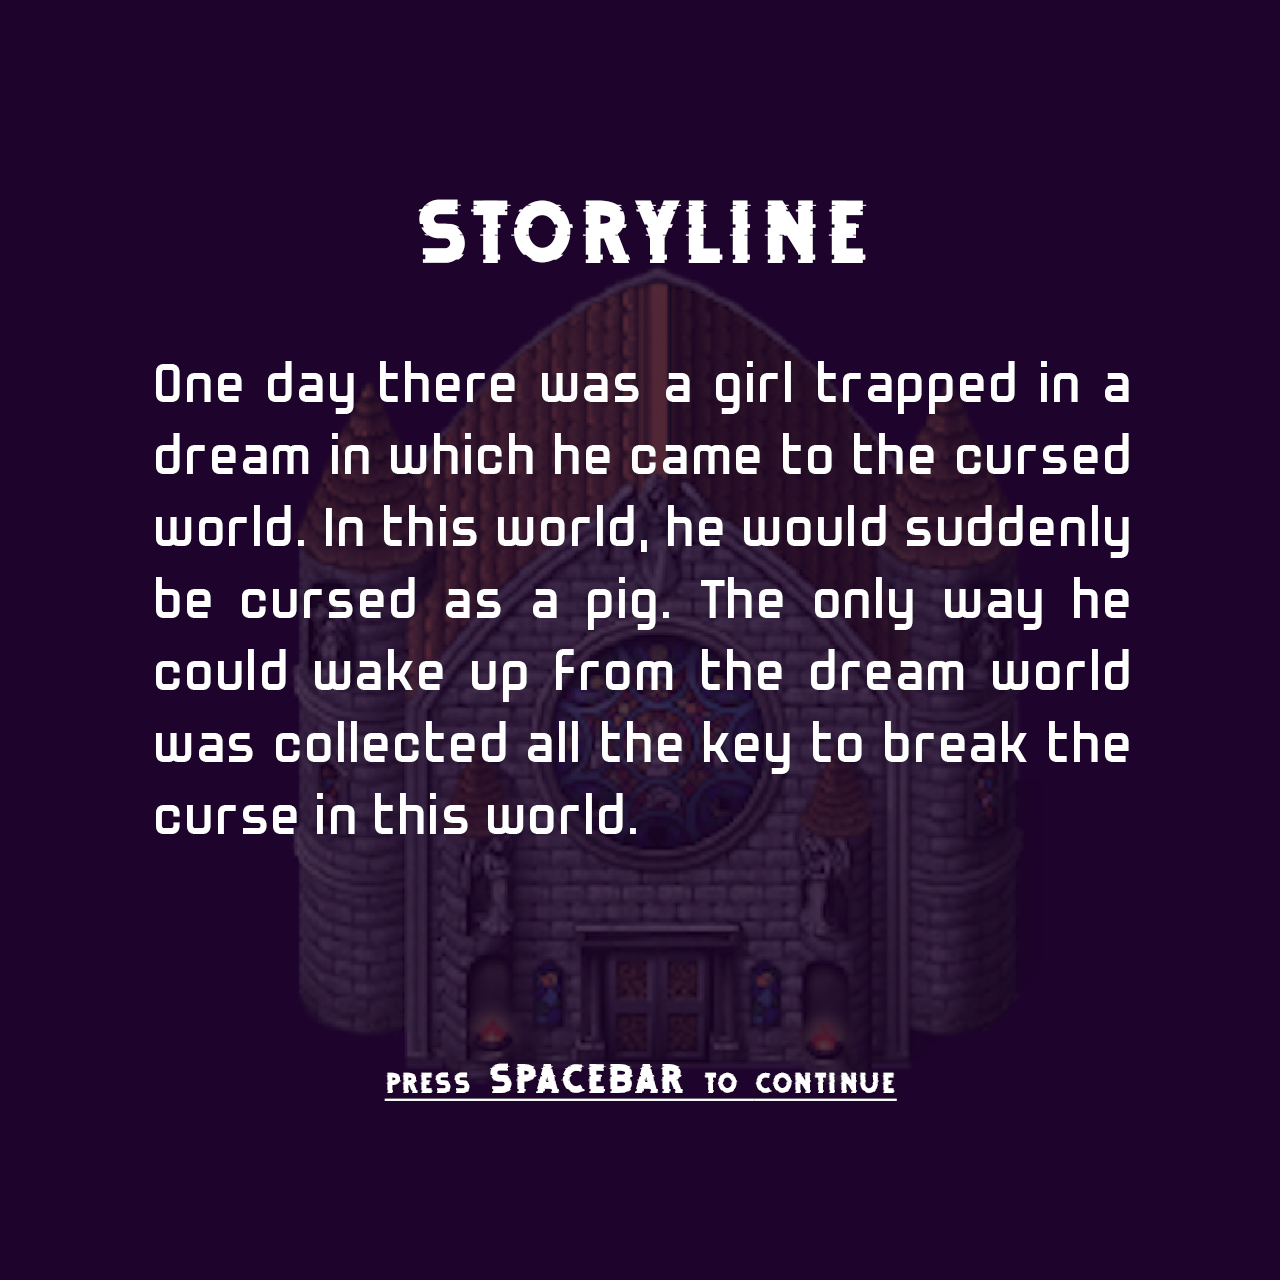 STORYLINE
One day there was a girl trapped in a
dream in which he came to the cursed
world. In this world, he would suddenly
be cursed as a pig. The only way he
could wake up from the dream world
was collected all the key to break the
curse in this world.
PRESS SPACEBAR TO CONTINUE